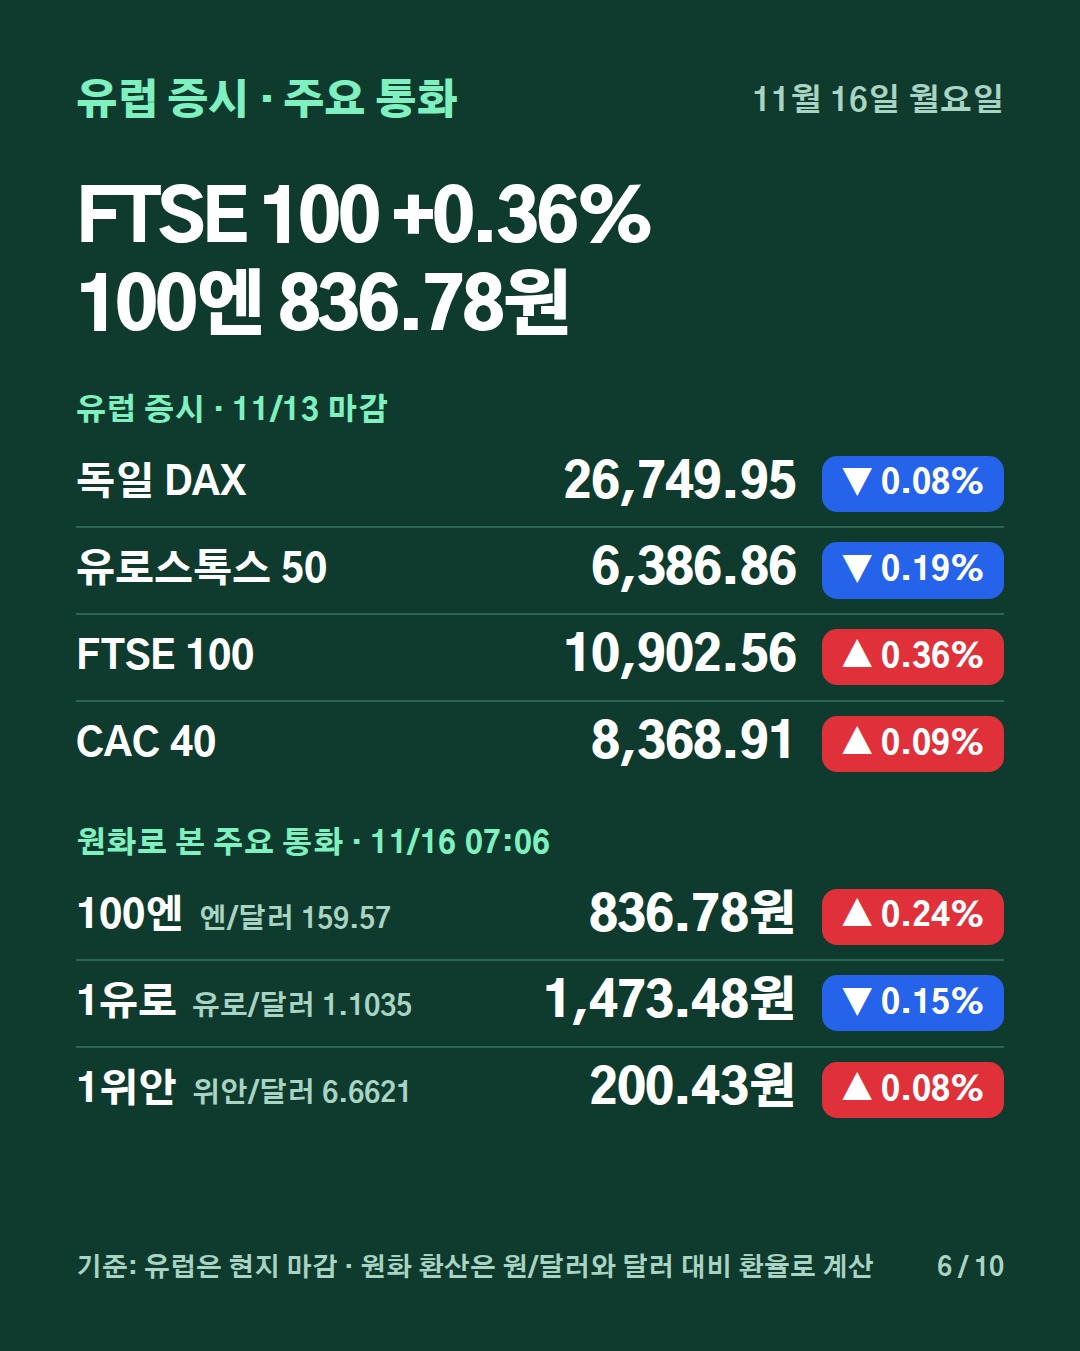 유럽 증시 · 주요 통화
11월 16일 월요일
FTSE 100 +0.36%
100엔 836.78원
유럽 증시 · 11/13 마감
독일 DAX 26,749.95 ▼ 0.08%
유로스톡스 50 6,386.86 ▼ 0.19%
FTSE 100 10,902.56 ▲ 0.36%
CAC 40 8,368.91 ▲ 0.09%
원화로 본 주요 통화 · 11/16 07:06
100엔 엔/달러 159.57 836.78원 ▲ 0.24%
1유로 유로/달러 1.1035 1,473.48원 ▼ 0.15%
1위안 위안/달러 6.6621 200.43원 ▲ 0.08%
기준: 유럽은 현지 마감 · 원화 환산은 원/달러와 달러 대비 환율로 계산
6 / 10